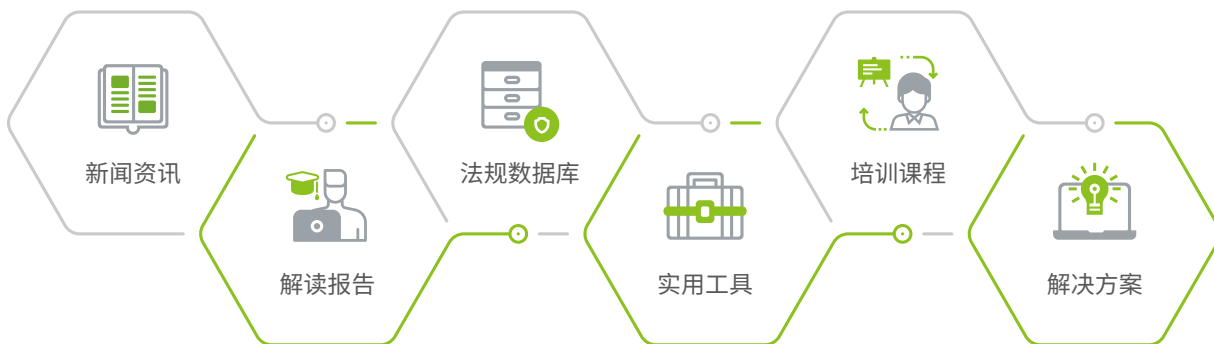 新闻资讯
解读报告
法规数据库
实用工具
培训课程
解决方案